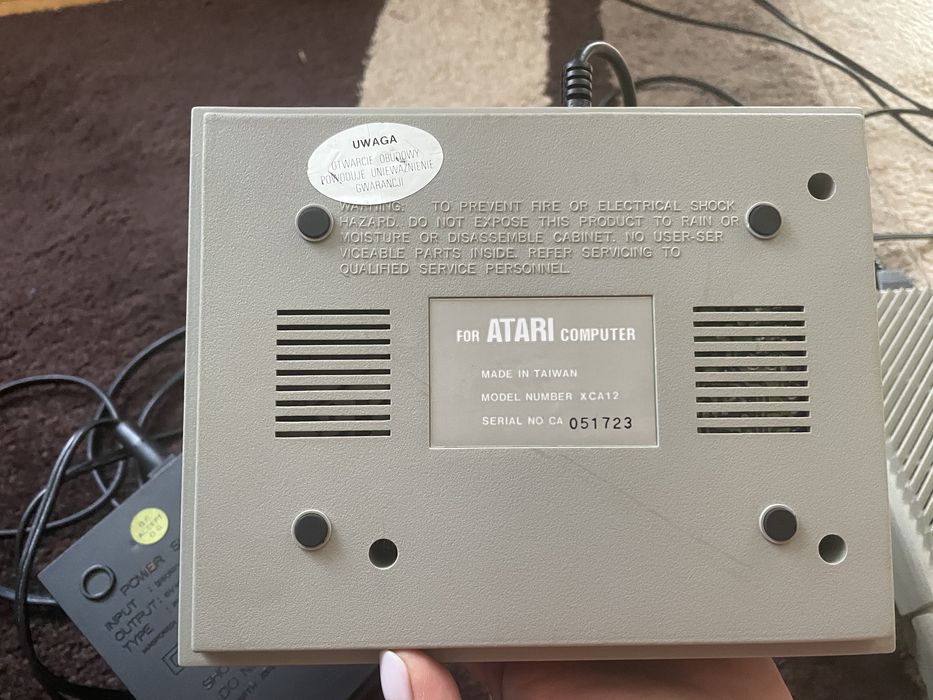 UWAGA
OTWARCIE OBUDOWY
POWODUJE UNIEWAŻNIENIE
GWARANCJI
WARNING: TO PREVENT FIRE OR ELECTRICAL SHOCK
HAZARD. DO NOT EXPOSE THIS PRODUCT TO RAIN OR
MOISTURE OR DISASSEMBLE CABINET. NO USER-SER
VICEABLE PARTS INSIDE. REFER SERVICING TO
QUALIFIED SERVICE PERSONNEL.
FOR ATARI COMPUTER
MADE IN TAIWAN
MODEL NUMBER XCA12
SERIAL NO CA 051723
POWER
INPUT :
OUTPUT:
TYPE
DO